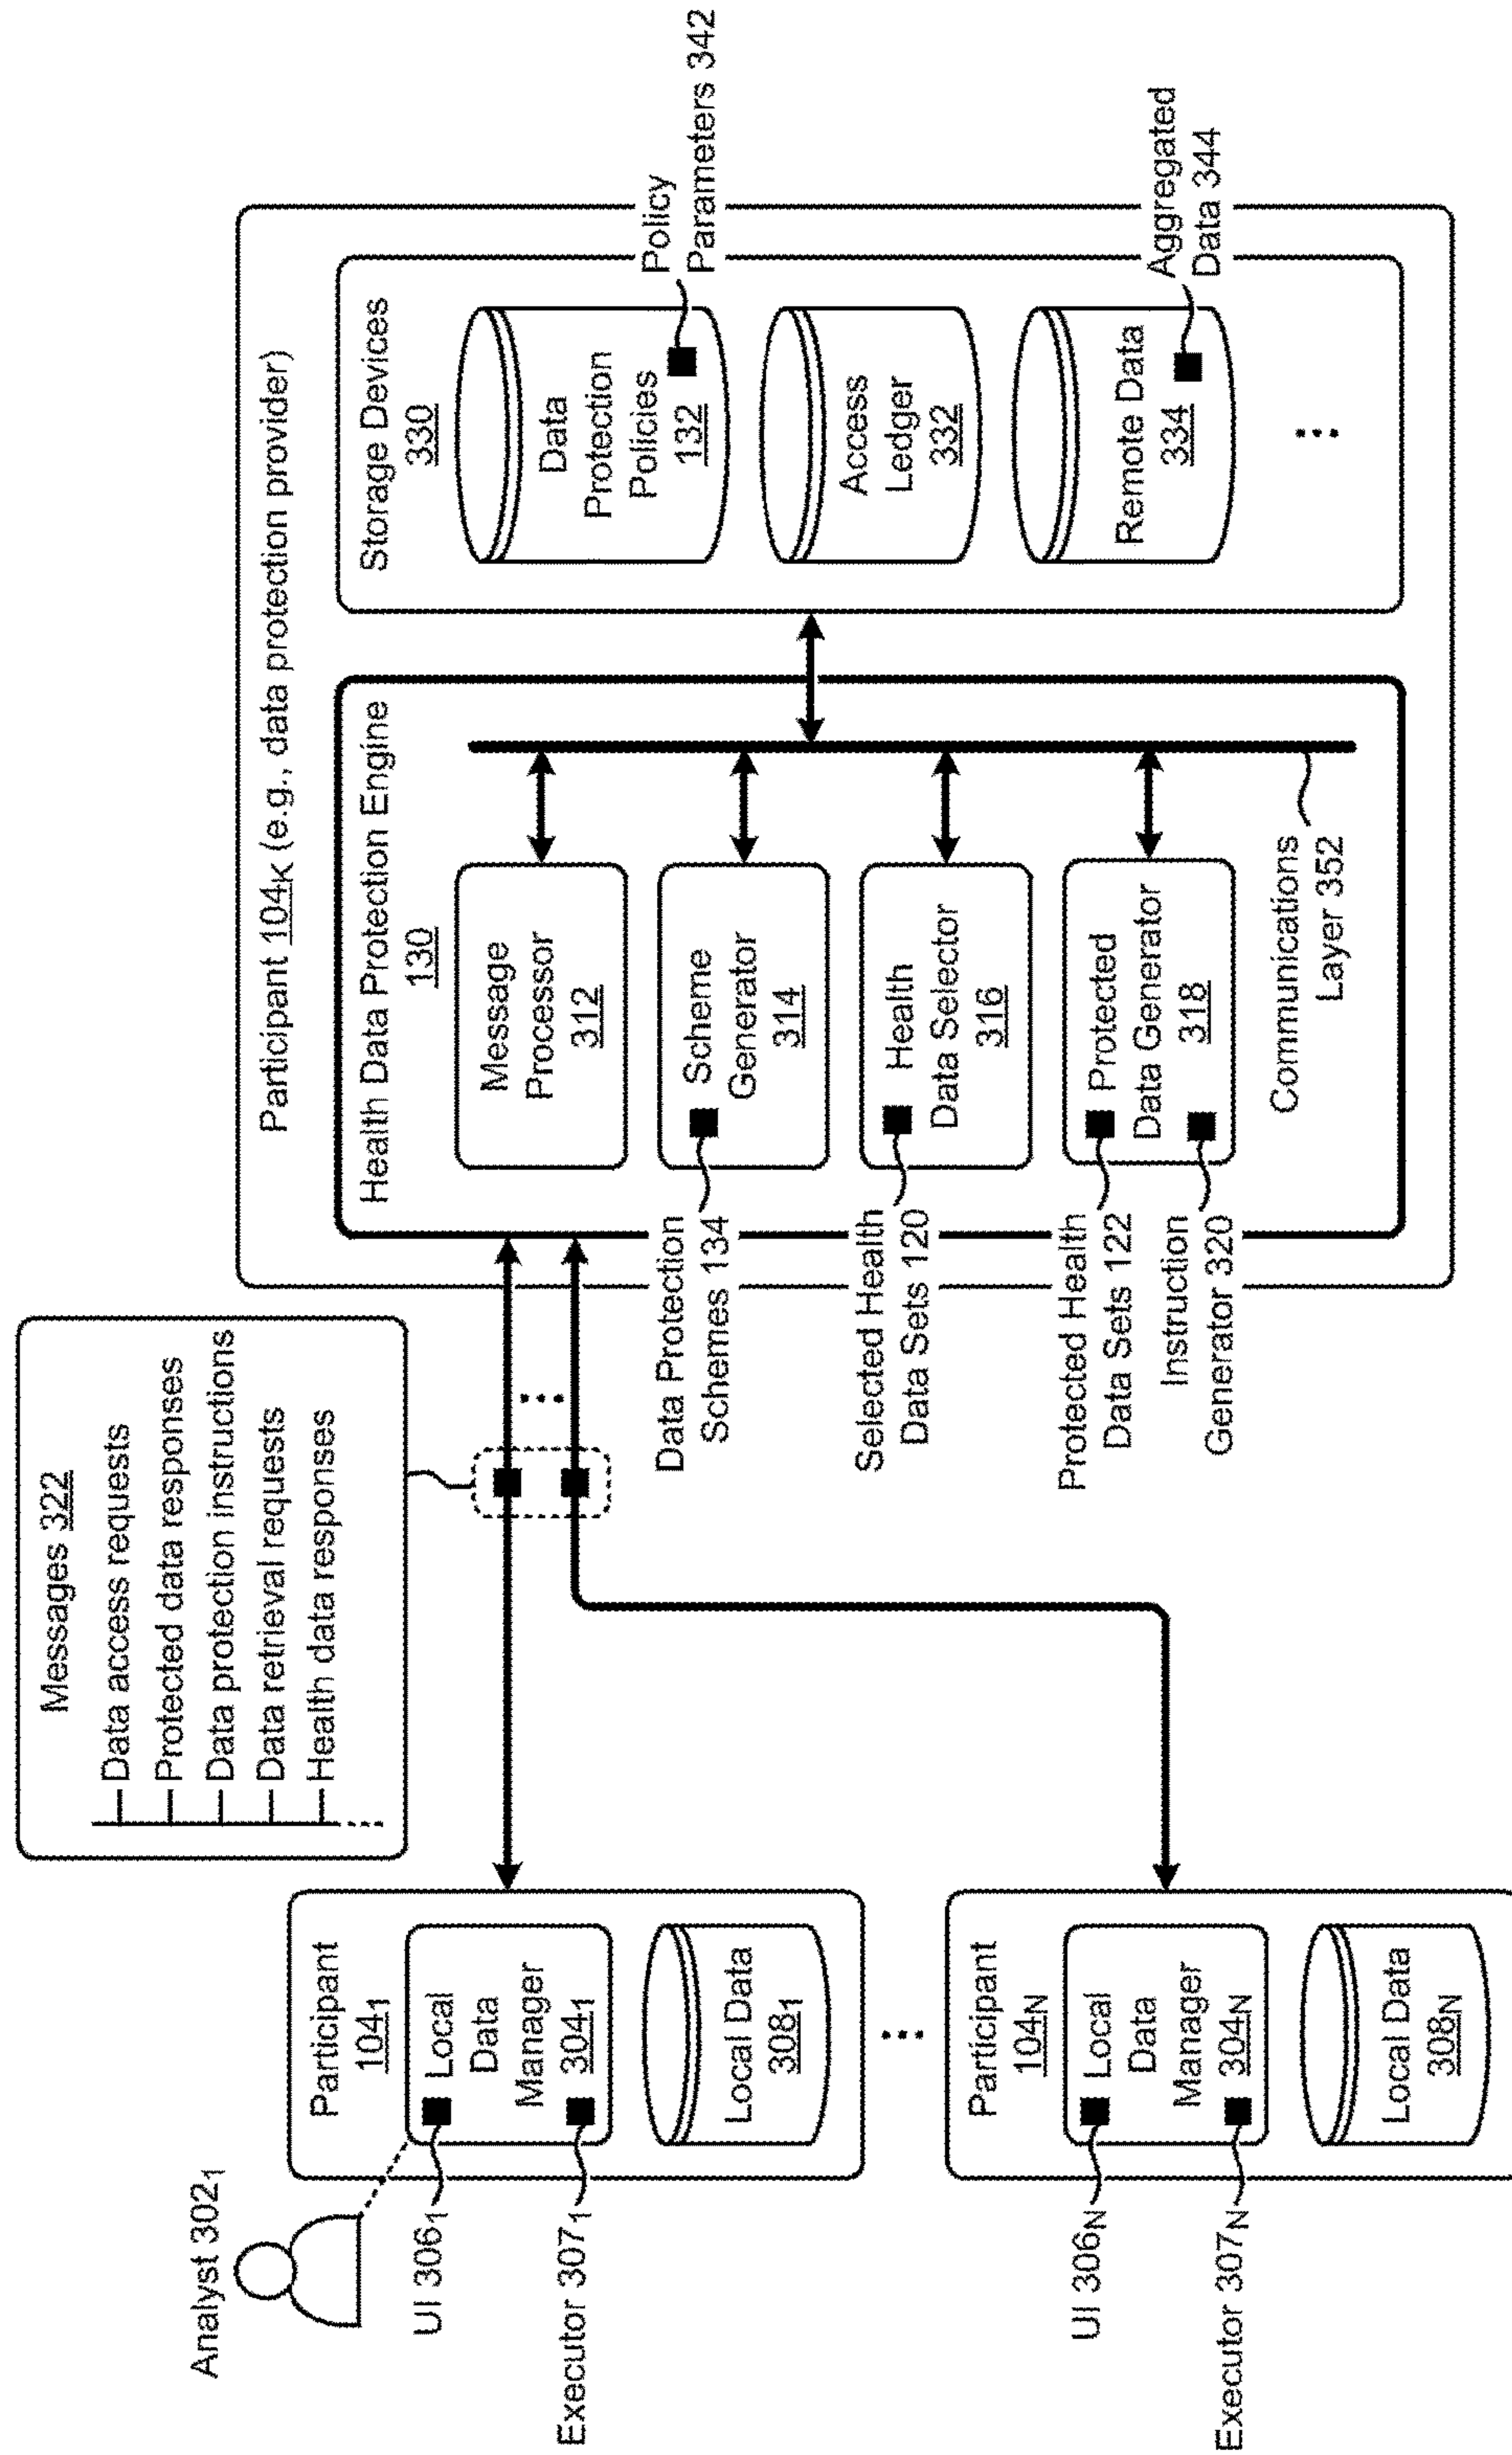 Messages 322
Data access requests
Protected data responses
Data protection instructions
Data retrieval requests
Health data responses
Analyst 302₁
UI 306₁
Executor 307₁
Participant
104₁
Local
Data
Manager
304₁
Local Data
308₁
UI 306N
Executor 307N
Participant
104N
Local
Data
Manager
304N
Local Data
308N
Participant 104K (e.g., data protection provider)
Health Data Protection Engine
130
Message
Processor
312
Data Protection
Schemes 134
Scheme
Generator
314
Selected Health
Data Sets 120
Health
Data Selector
316
Protected Health
Data Sets 122
Instruction
Generator 320
Protected
Data Generator
318
Communications
Layer 352
Storage Devices
330
Data
Protection
Policies
132
Policy
Parameters 342
Access
Ledger
332
Remote Data
334
Aggregated
Data 344